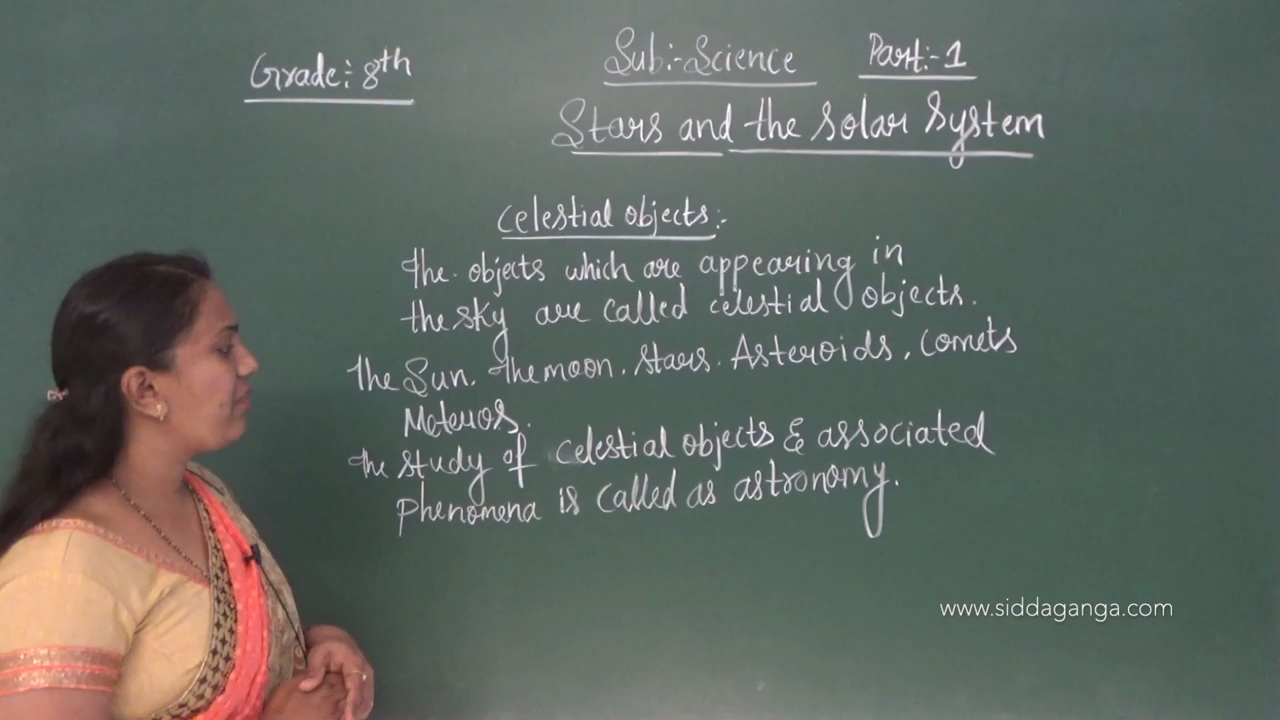 Grade:- 8th
Sub:-Science Part:-1
Stars and the Solar System
Celestial objects:-
The objects which are appearing in
the sky are called celestial objects.
The Sun. The moon. Stars. Asteroids, Comets
Meteros.
The study of celestial objects & associated
phenomena is called as astronomy.
www.siddaganga.com